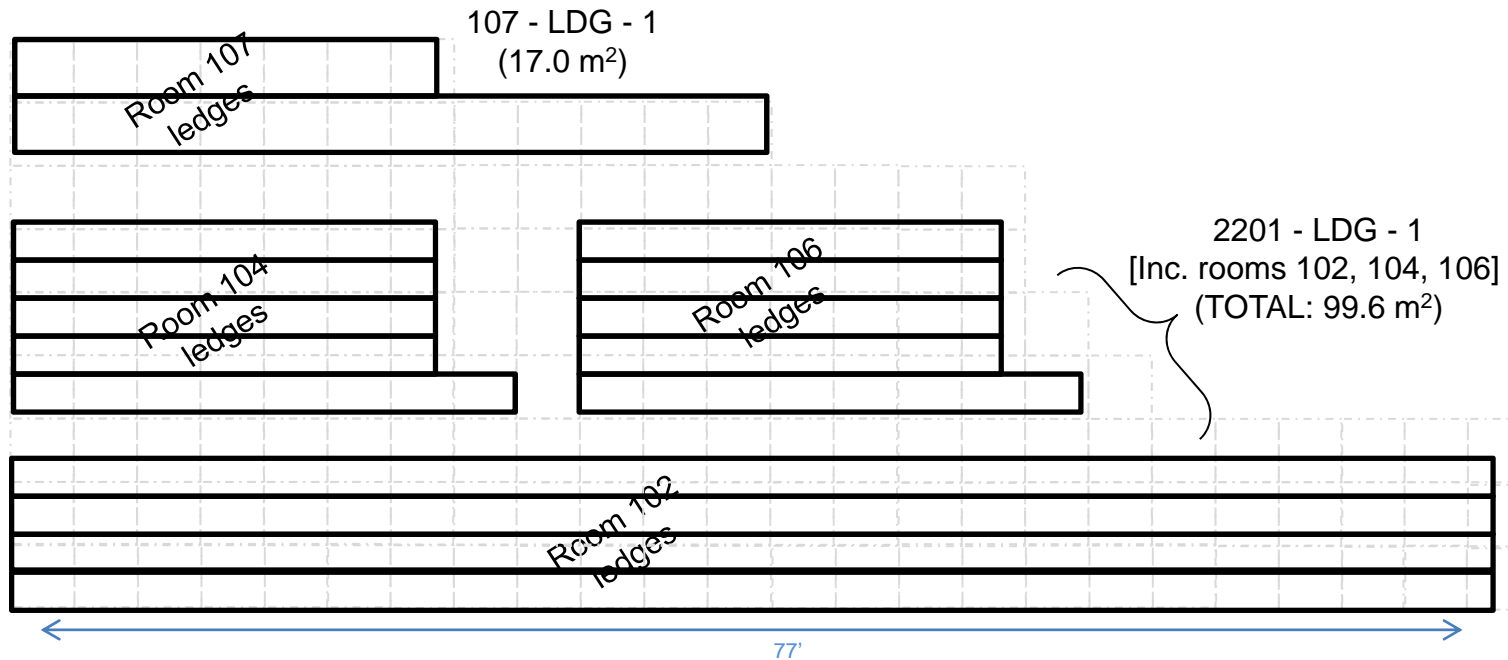 107 - LDG - 1
(17.0 m²)
Room 107
ledges
2201 - LDG - 1
[Inc. rooms 102, 104, 106]
(TOTAL: 99.6 m²)
Room 104
ledges
Room 106
ledges
Room 102
ledges
77’